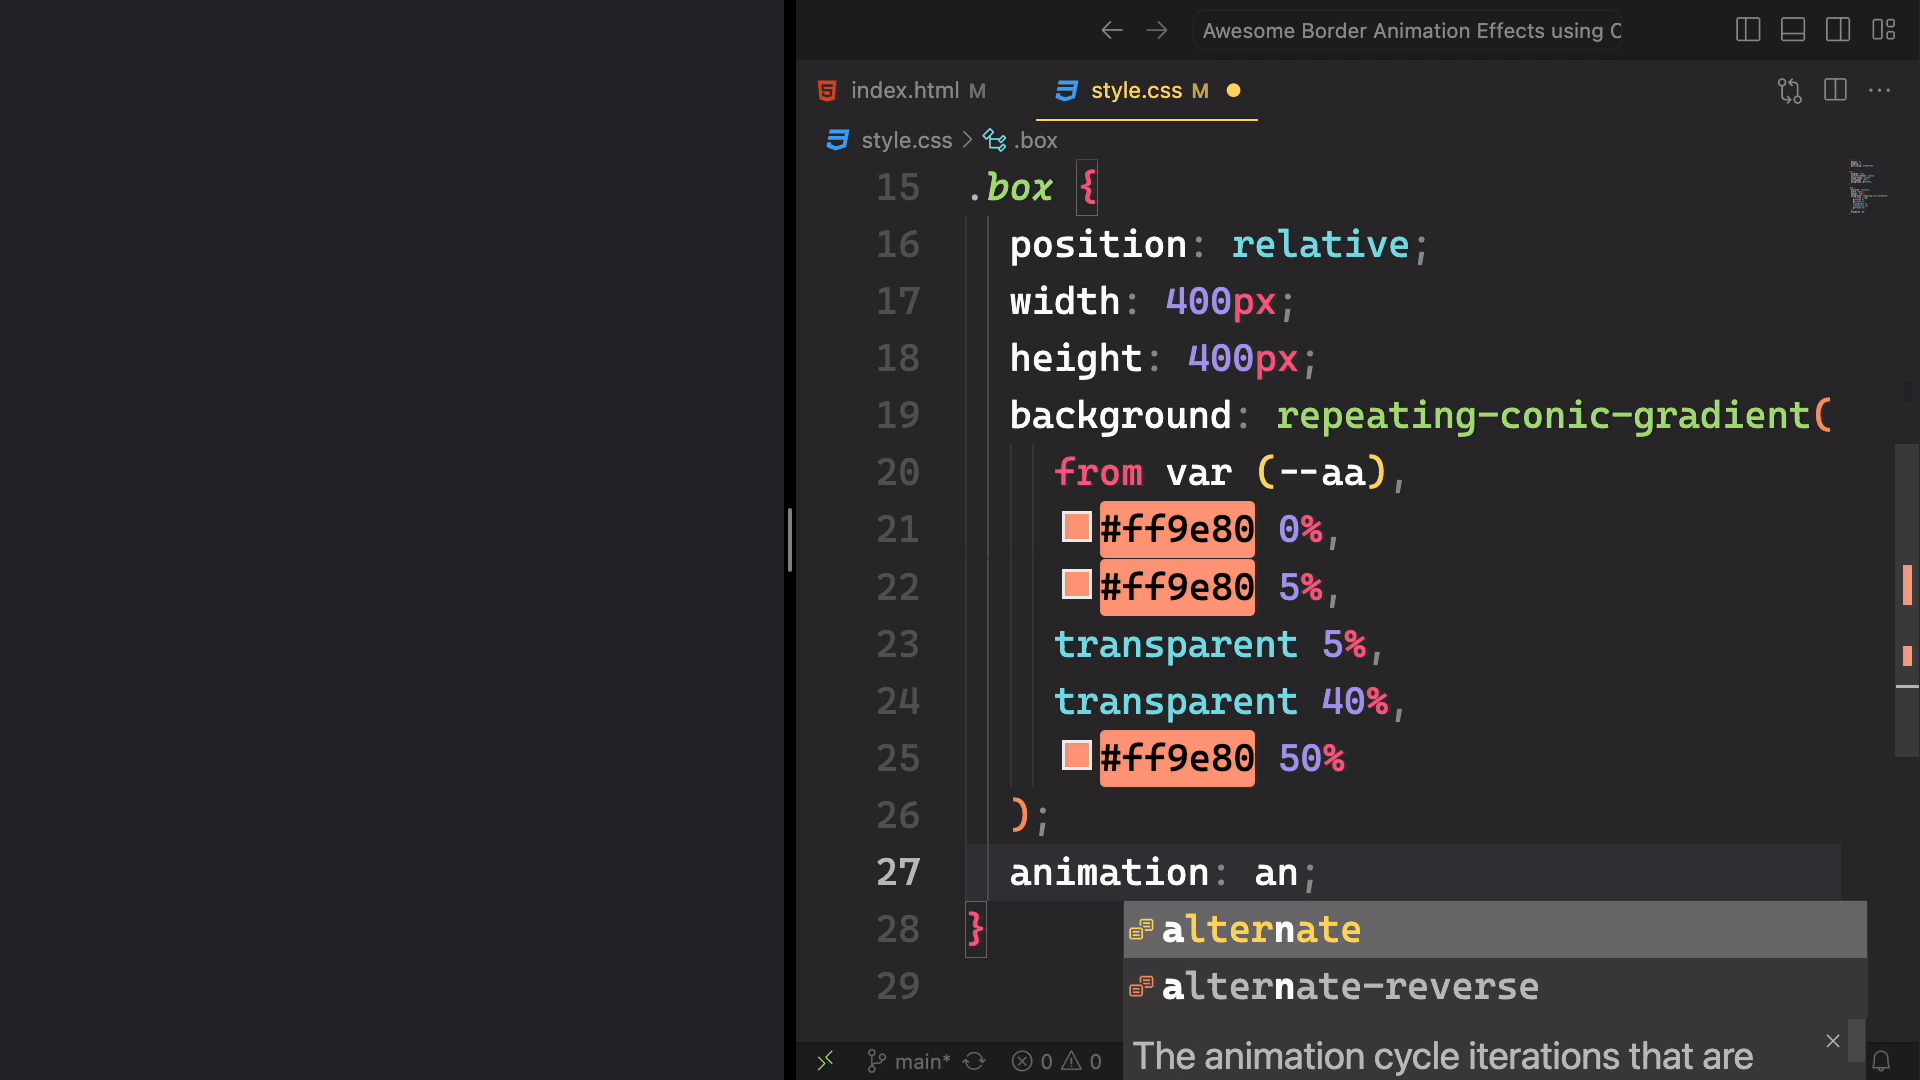 Awesome Border Animation Effects using C
index.html M
style.css M
style.css > .box
15 .box {
16 position: relative;
17 width: 400px;
18 height: 400px;
19 background: repeating-conic-gradient(
20 from var (--aa),
21 #ff9e80 0%,
22 #ff9e80 5%,
23 transparent 5%,
24 transparent 40%,
25 #ff9e80 50%
26 );
27 animation: an;
28 }
29
alternate
alternate-reverse
The animation cycle iterations that are
main* 0 0